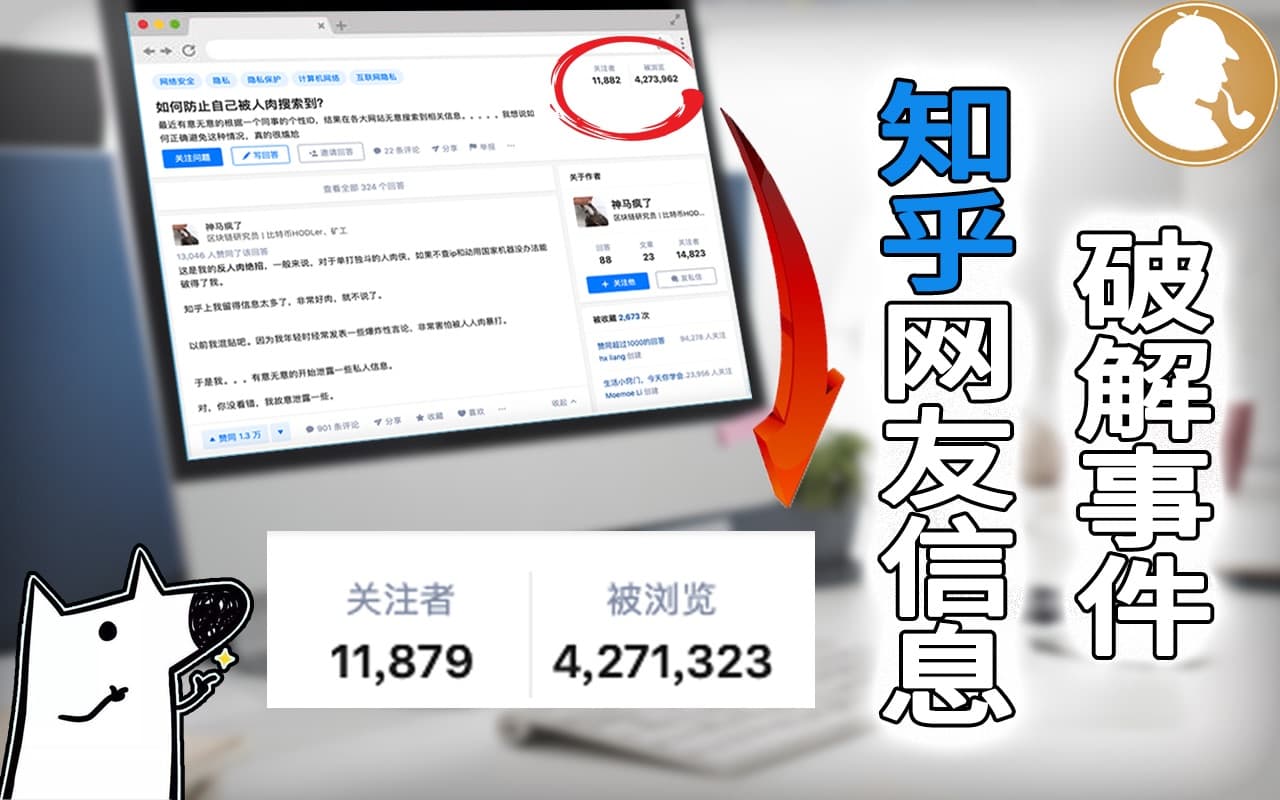 网络安全 隐私 隐私保护 计算机网络 互联网隐私
关注者 被浏览
11,882 4,273,962
如何防止自己被人肉搜索到?
最近有意无意的根据一个同事的个性ID，结果在各大网站无意搜索到相关信息。。。。。我想说如
何正确避免这种情况，真的很尴尬
关注问题 写回答 邀请回答 22 条评论 分享 举报 ...
查看全部 324 个回答
神马疯了
区块链研究员 | 比特币HODLer、矿工
13,046 人赞同了该回答
这是我的反人肉绝招，一般来说，对于单打独斗的人肉侠，如果不查ip和动用国家机器没办法能
破得了我。
知乎上我留得信息太多了，非常好肉，就不说了。
以前我混贴吧。因为我年轻时经常发表一些爆炸性言论，非常害怕被人人肉暴打。
于是我。。。有意无意的开始泄露一些私人信息。
对，你没看错，我故意泄露一些。
赞同 1.3 万 901 条评论 分享 收藏 喜欢 ... 收起
关于作者
神马疯了
区块链研究员 | 比特币HOD...
回答 文章 关注者
88 23 14,823
+ 关注他 发私信
被收藏 2,673 次
赞同超过1000的回答 94,278 人关注
hx liang 创建
生活小窍门，今天你学会 23,956 人关注
Moemoe Li 创建
知乎网友信息
破解事件
关注者 被浏览
11,879 4,271,323